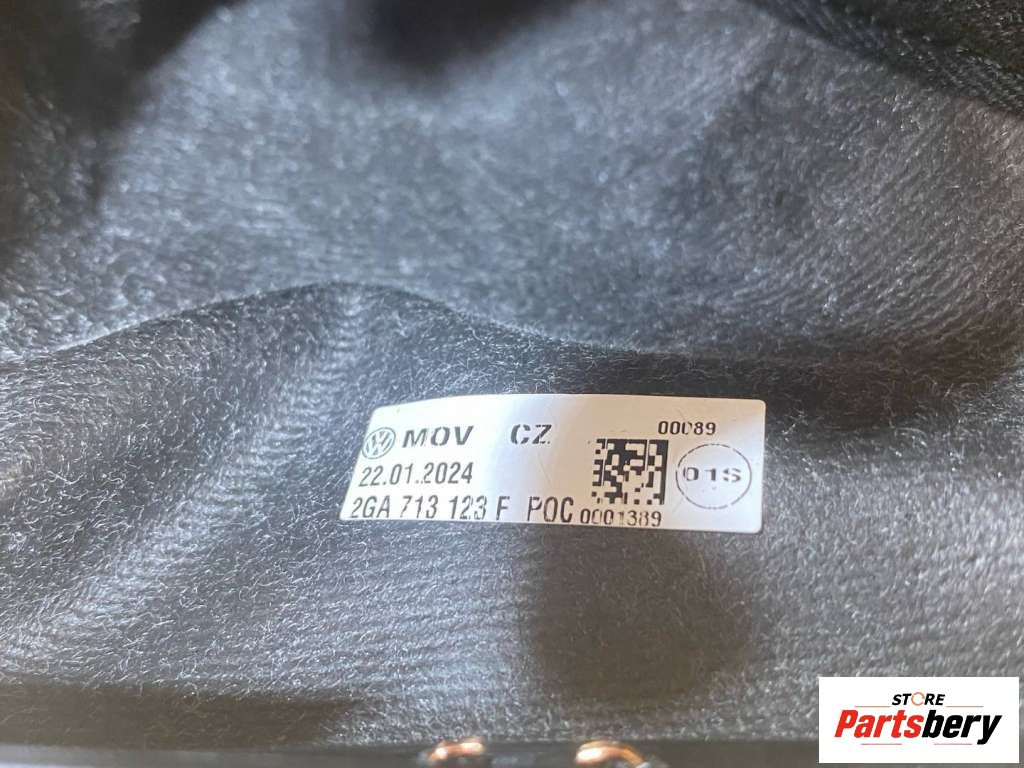 MOV CZ 00089
22.01.2024 01S
2GA 713 123 F POC 0001389
STORE
Partsbery